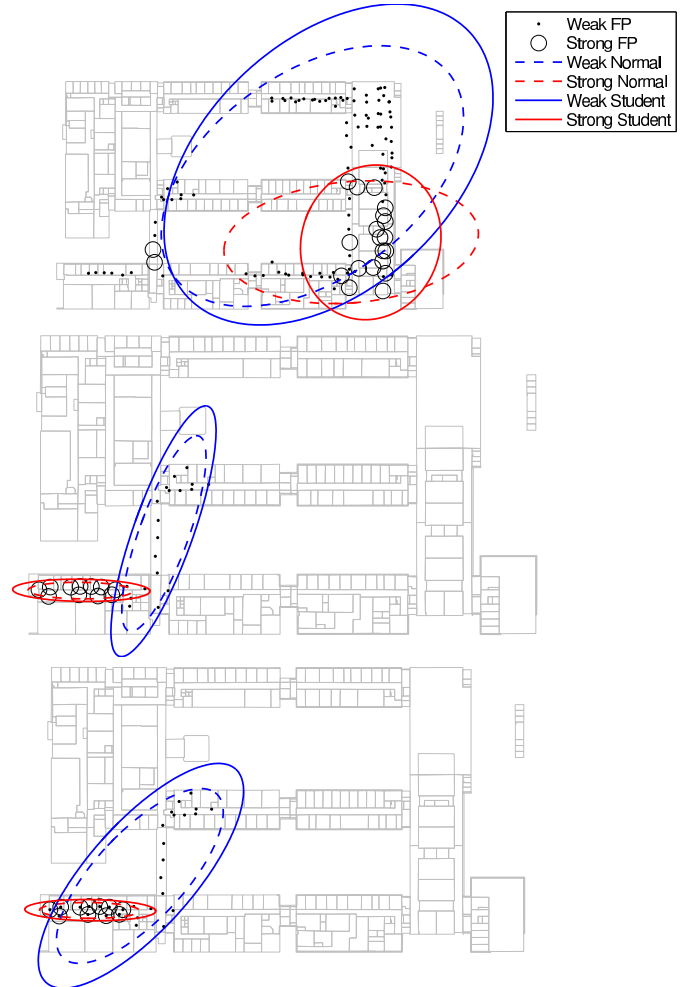 Weak FP
Strong FP
Weak Normal
Strong Normal
Weak Student
Strong Student